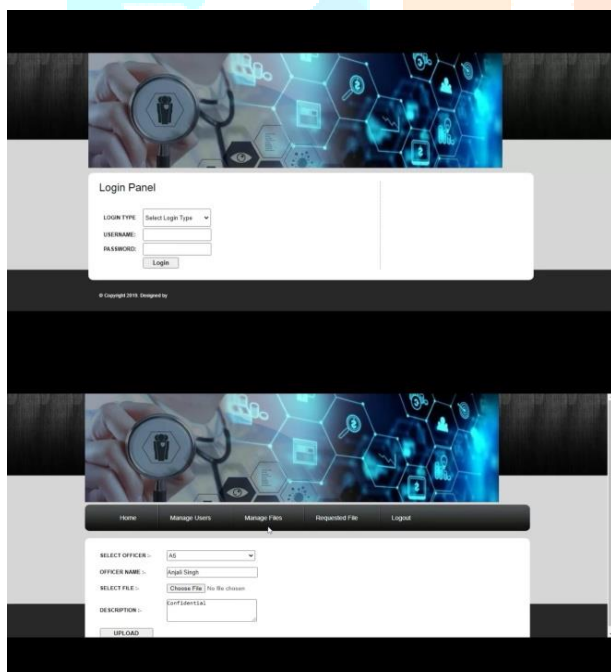 Login Panel
LOGIN TYPE Select Login Type
USERNAME:
PASSWORD:
Login
© Copyright 2019. Designed by
Home Manage Users Manage Files Requested File Logout
SELECT OFFICER :- AS
OFFICER NAME :- Anjali Singh
SELECT FILE :- Choose File No file chosen
DESCRIPTION :- Confidential
UPLOAD